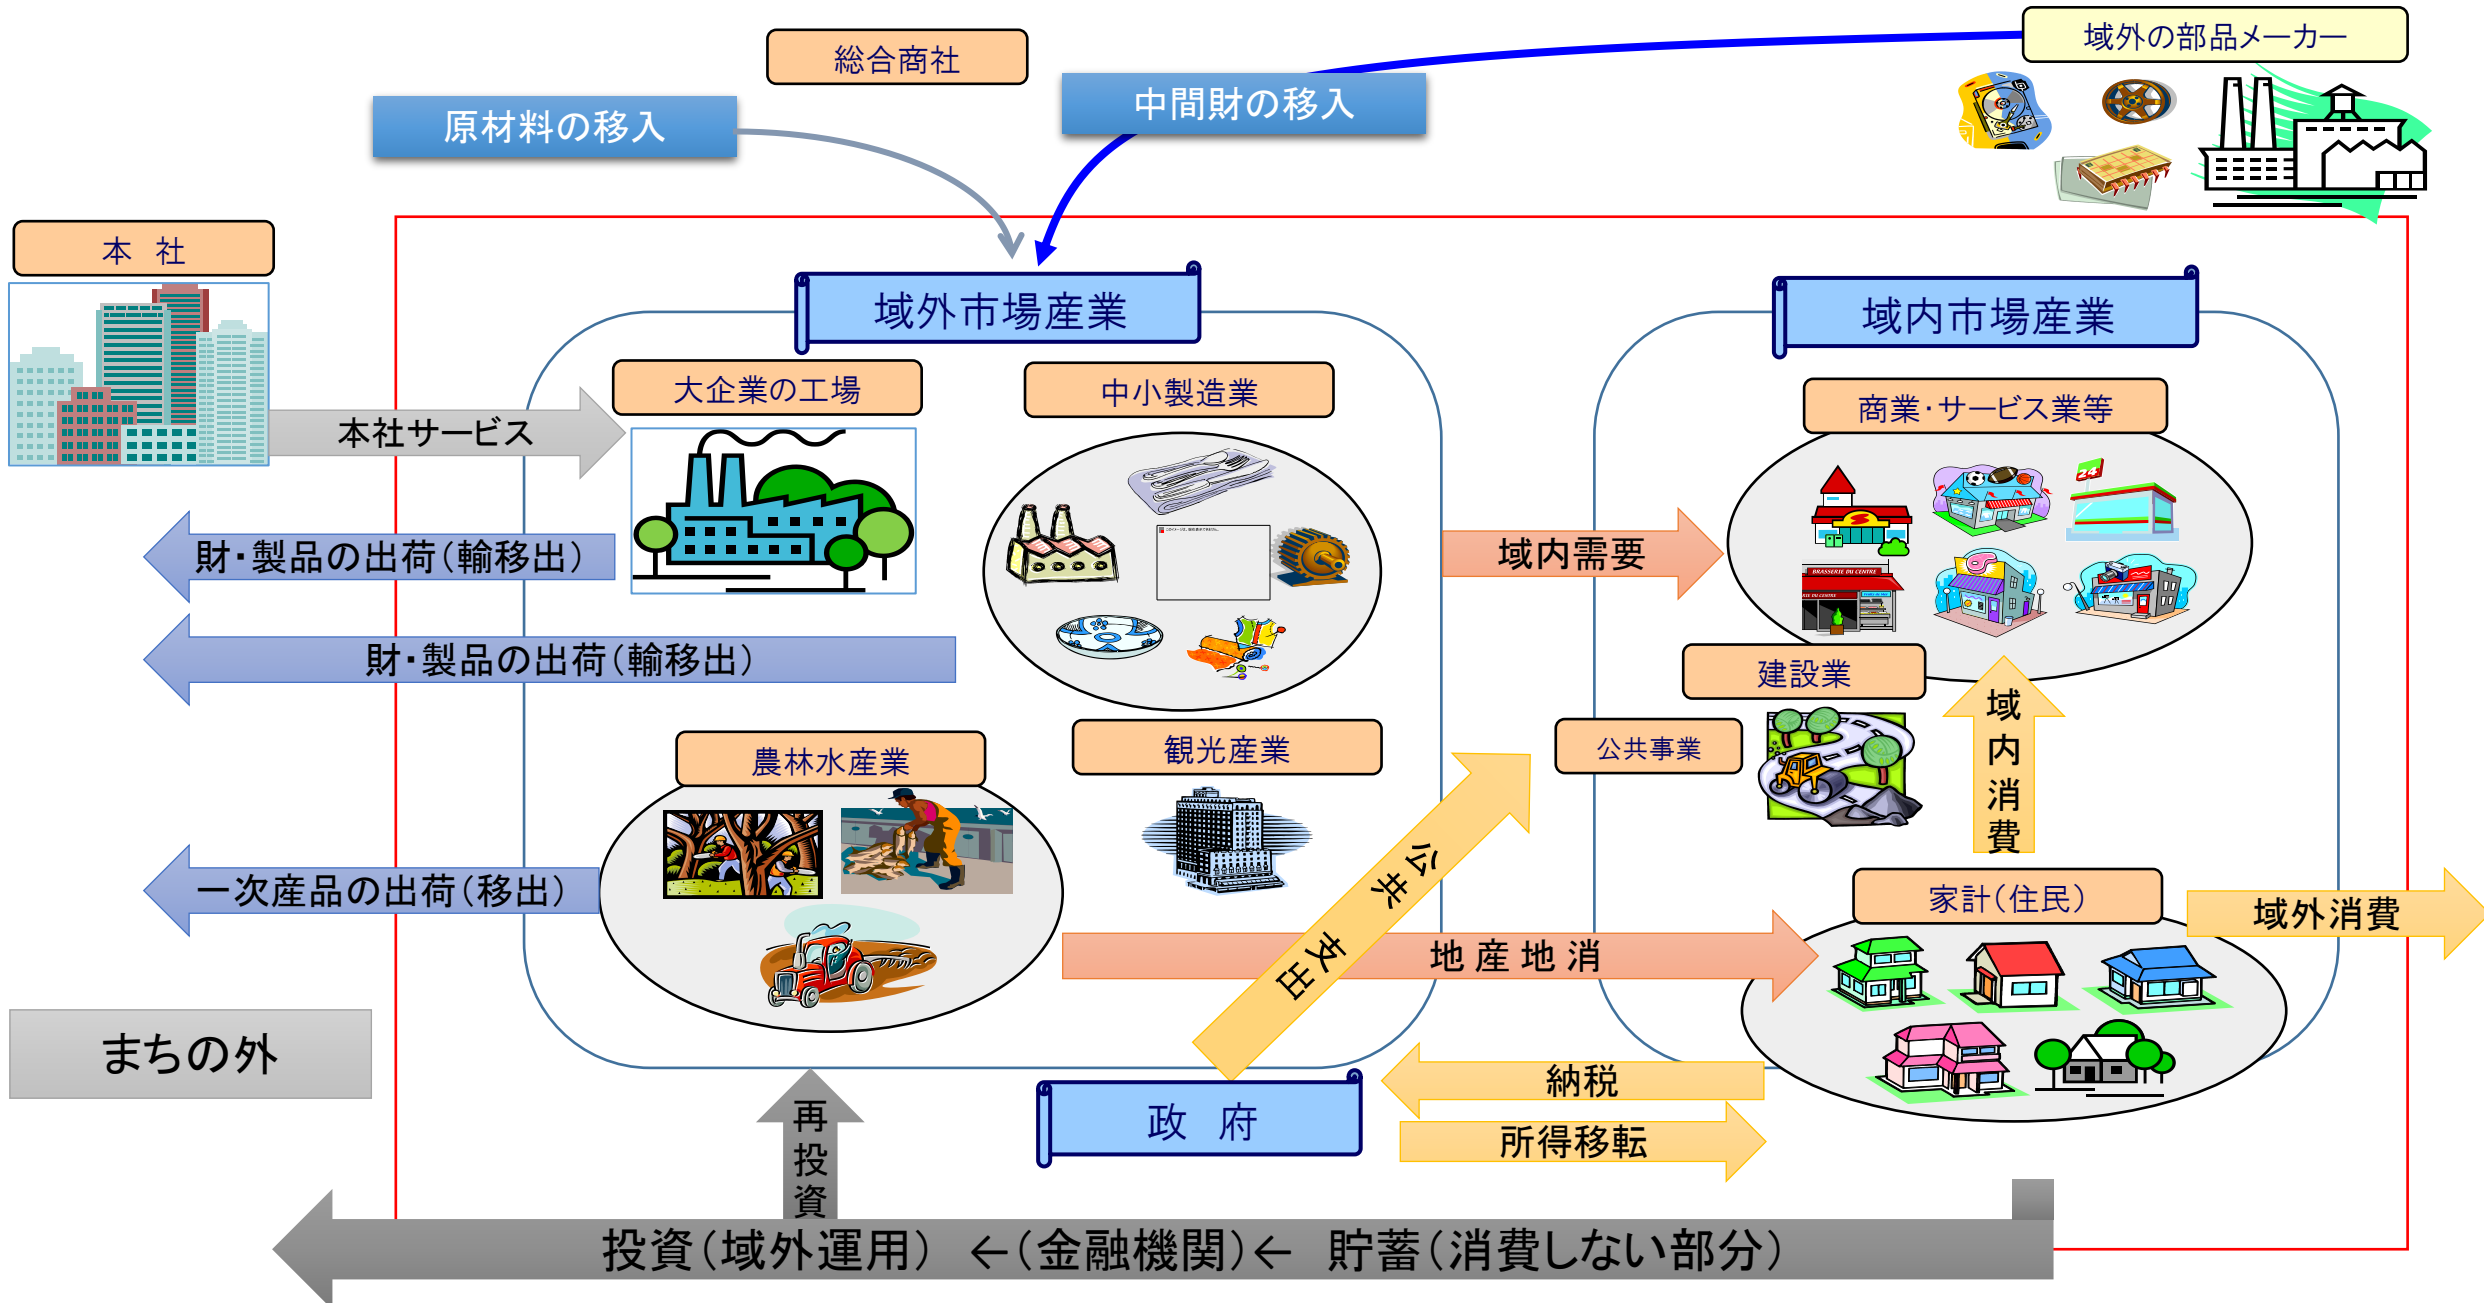 総合商社
域外の部品メーカー
原材料の移入
中間財の移入
本 社
域外市場産業
域内市場産業
大企業の工場
中小製造業
商業・サービス業等
本社サービス
24
財・製品の出荷(輸移出)
域内需要
BRASSERIE DU CENTRE
財・製品の出荷(輸移出)
建設業
域内消費
農林水産業
観光産業
公共事業
公共支出
一次産品の出荷(移出)
家計(住民)
域外消費
地産地消
まちの外
納税
政 府
所得移転
再投資
投資(域外運用) ←(金融機関)← 貯蓄(消費しない部分)